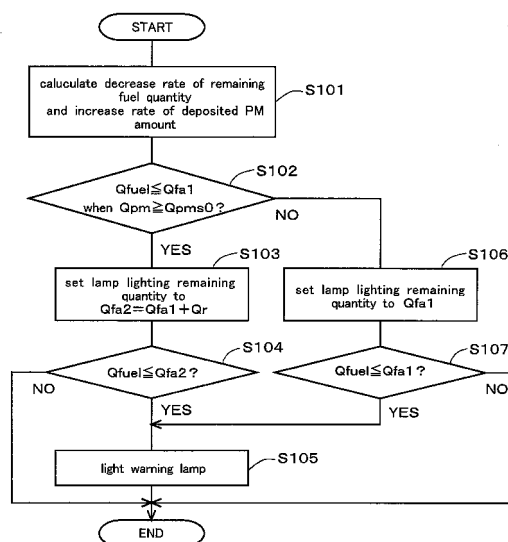 START
caluculate decrease rate of remaining
fuel quantity
and increase rate of deposited PM
amount
S101
Qfuel≦Qfa1
when Qpm≧Qpms0?
S102
NO
YES
S103
set lamp lighting remaining
quantity to
Qfa2=Qfa1+Qr
S106
set lamp lighting remaining
quantity to Qfa1
S104
Qfuel≦Qfa2?
NO
YES
S107
Qfuel≦Qfa1?
NO
YES
light warning lamp
S105
END